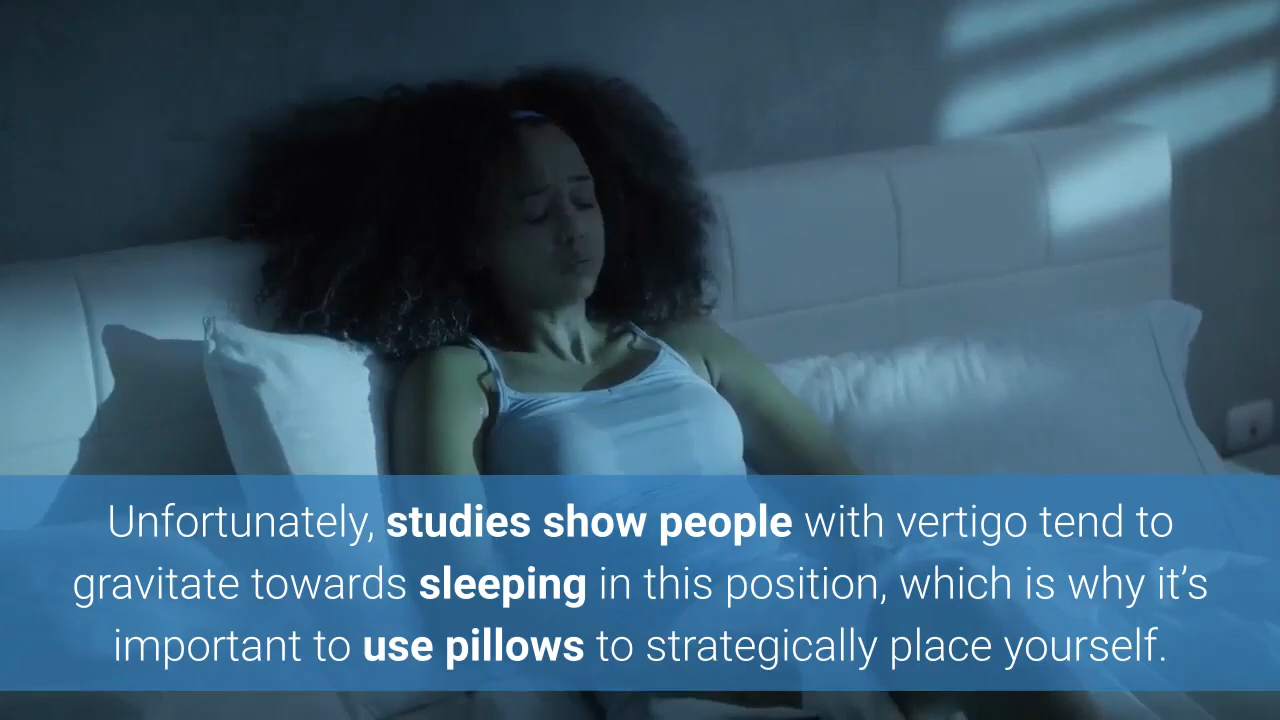 Unfortunately, studies show people with vertigo tend to
gravitate towards sleeping in this position, which is why it’s
important to use pillows to strategically place yourself.